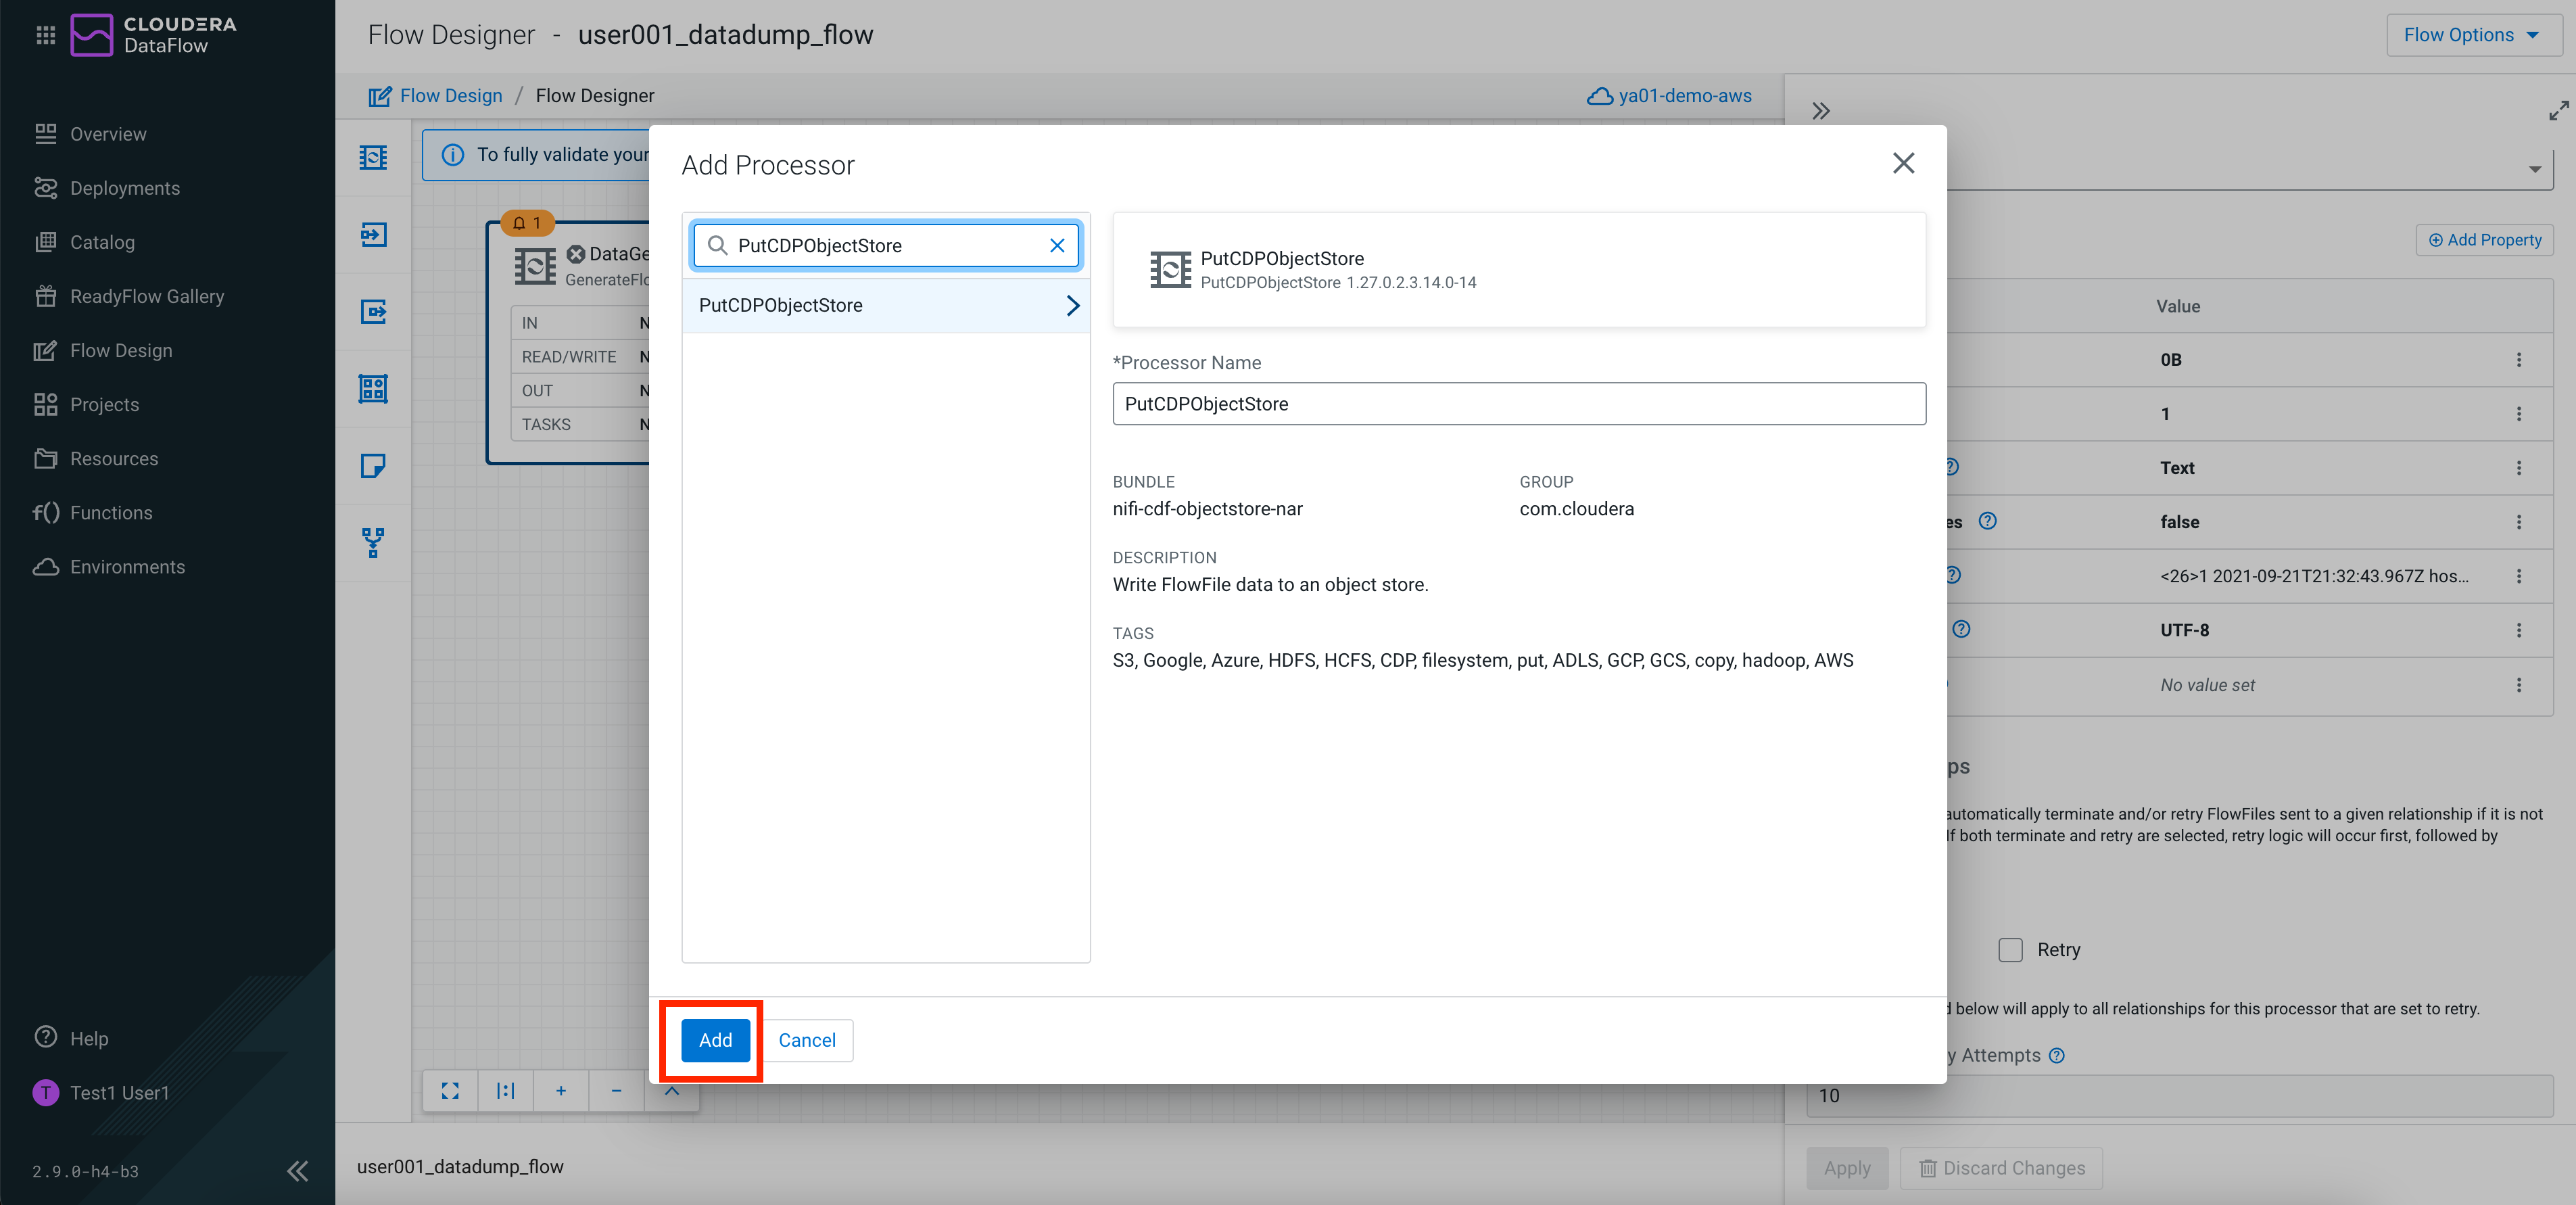 CLOUDERA
DataFlow
Overview
Deployments
Catalog
ReadyFlow Gallery
Flow Design
Projects
Resources
f() Functions
Environments
Help
T Test1 User1
2.9.0-h4-b3
Flow Designer - user001_datadump_flow
Flow Options
Flow Design / Flow Designer
ya01-demo-aws
To fully validate your
1
DataGe
GenerateFlo
IN N
READ/WRITE N
OUT N
TASKS N
user001_datadump_flow
Add Processor
PutCDPObjectStore
PutCDPObjectStore
PutCDPObjectStore
PutCDPObjectStore 1.27.0.2.3.14.0-14
*Processor Name
PutCDPObjectStore
BUNDLE
nifi-cdf-objectstore-nar
GROUP
com.cloudera
DESCRIPTION
Write FlowFile data to an object store.
TAGS
S3, Google, Azure, HDFS, HCFS, CDP, filesystem, put, ADLS, GCP, GCS, copy, hadoop, AWS
Add
Cancel
Add Property
Value
0B
1
Text
es false
<26>1 2021-09-21T21:32:43.967Z hos...
UTF-8
No value set
ps
automatically terminate and/or retry FlowFiles sent to a given relationship if it is not
If both terminate and retry are selected, retry logic will occur first, followed by
Retry
d below will apply to all relationships for this processor that are set to retry.
y Attempts
10
Apply
Discard Changes